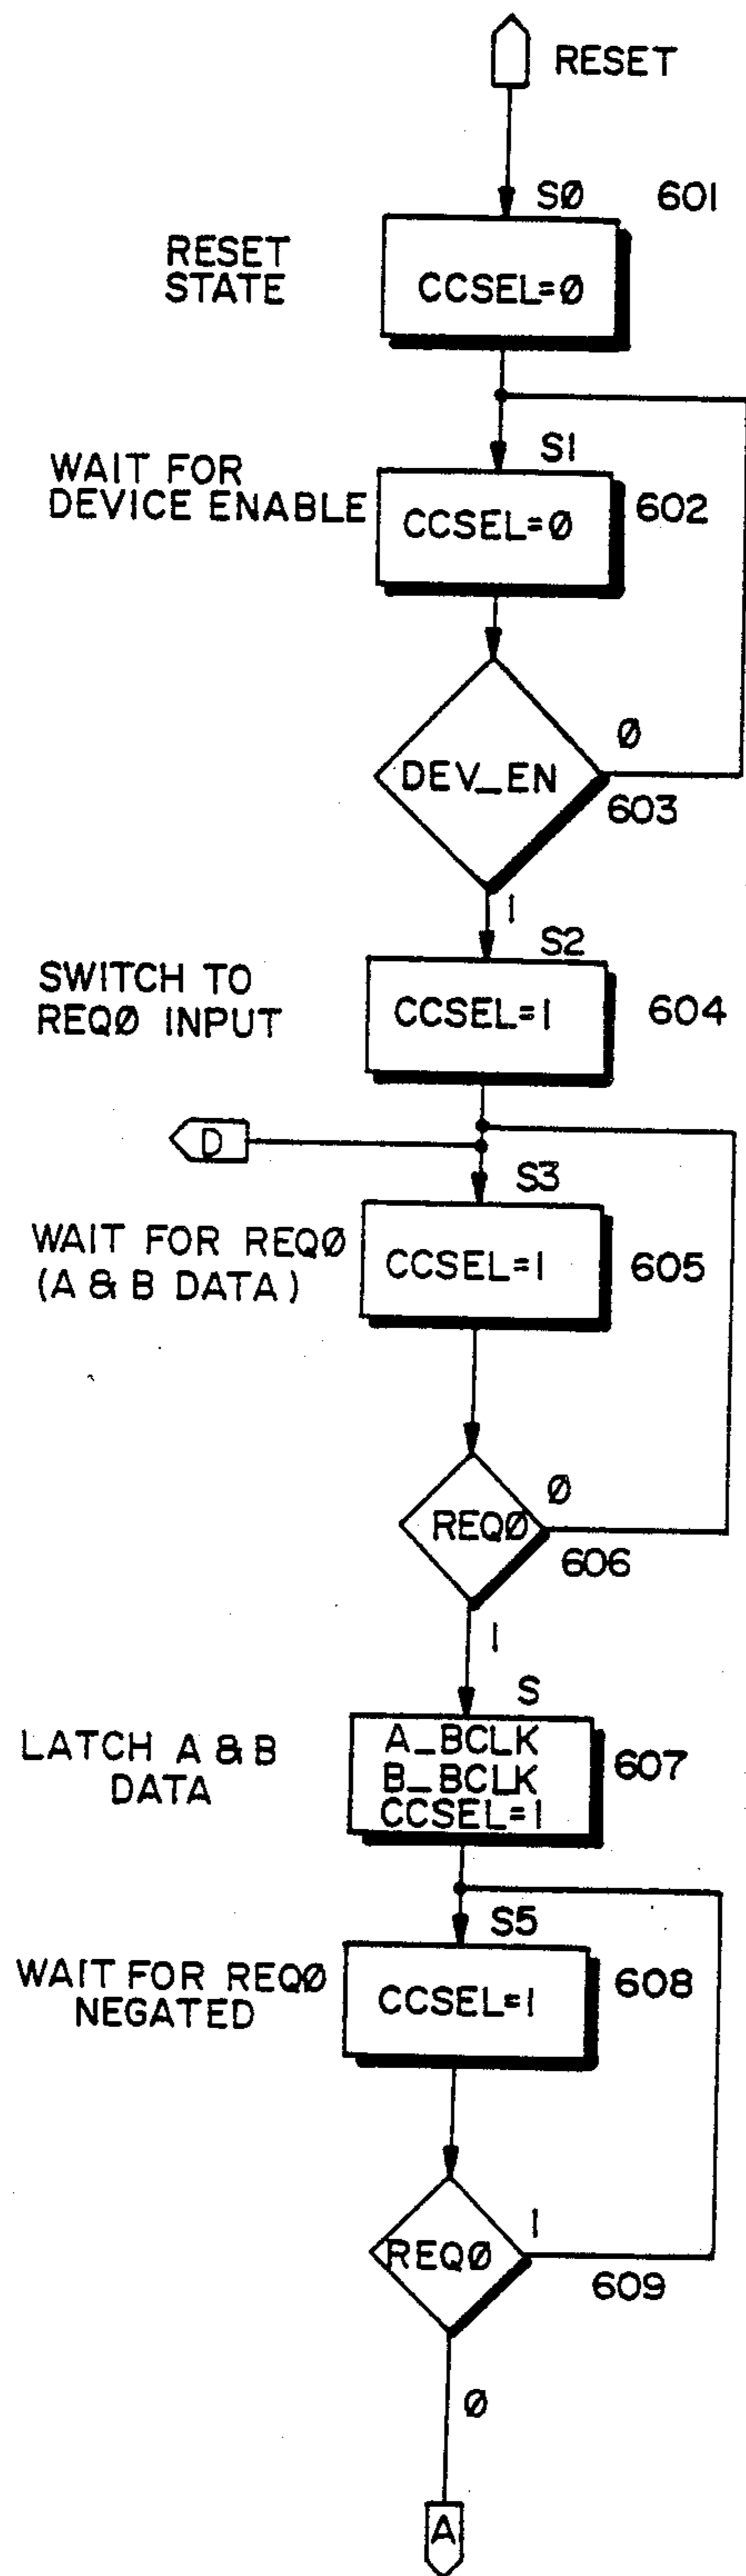 RESET
SØ 601
RESET
STATE
CCSEL=Ø
S1
WAIT FOR
DEVICE ENABLE
CCSEL=Ø
602
Ø
DEV_EN
603
1
S2
SWITCH TO
REQØ INPUT
CCSEL=1
604
D
S3
WAIT FOR REQØ
(A & B DATA)
CCSEL=1
605
Ø
REQØ
606
1
S
LATCH A & B
DATA
A_BCLK
B_BCLK
CCSEL=1
607
S5
WAIT FOR REQØ
NEGATED
CCSEL=1
608
1
REQØ
609
Ø
A